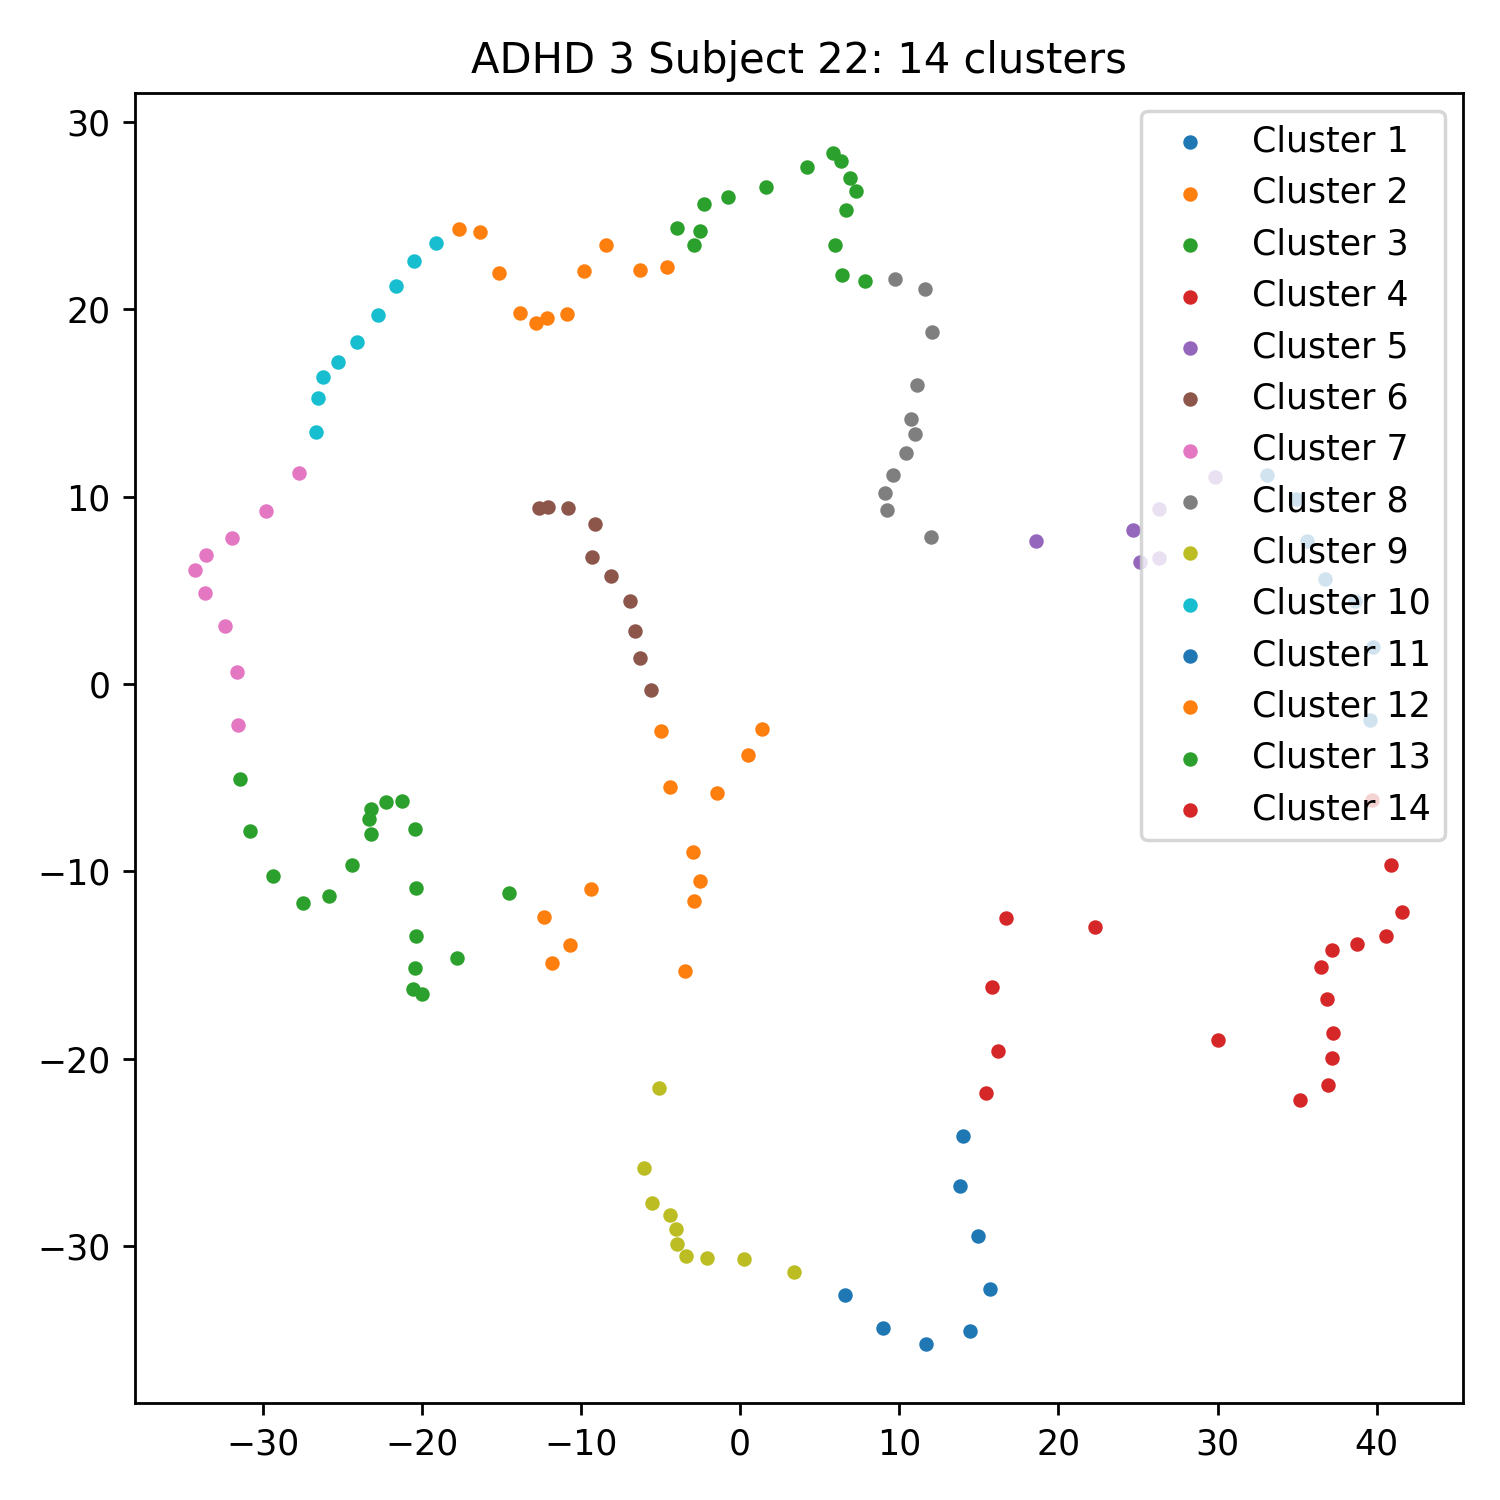 ADHD 3 Subject 22: 14 clusters
30
20
10
0
−10
−20
−30
Cluster 1
Cluster 2
Cluster 3
Cluster 4
Cluster 5
Cluster 6
Cluster 7
Cluster 8
Cluster 9
Cluster 10
Cluster 11
Cluster 12
Cluster 13
Cluster 14
−30 −20 −10 0 10 20 30 40